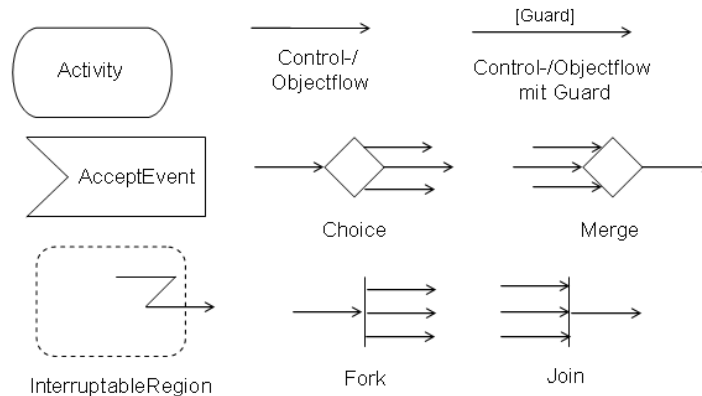 [Guard]
Activity
Control-/
Objectflow
Control-/Objectflow
mit Guard
AcceptEvent
Choice
Merge
InterruptableRegion
Fork
Join